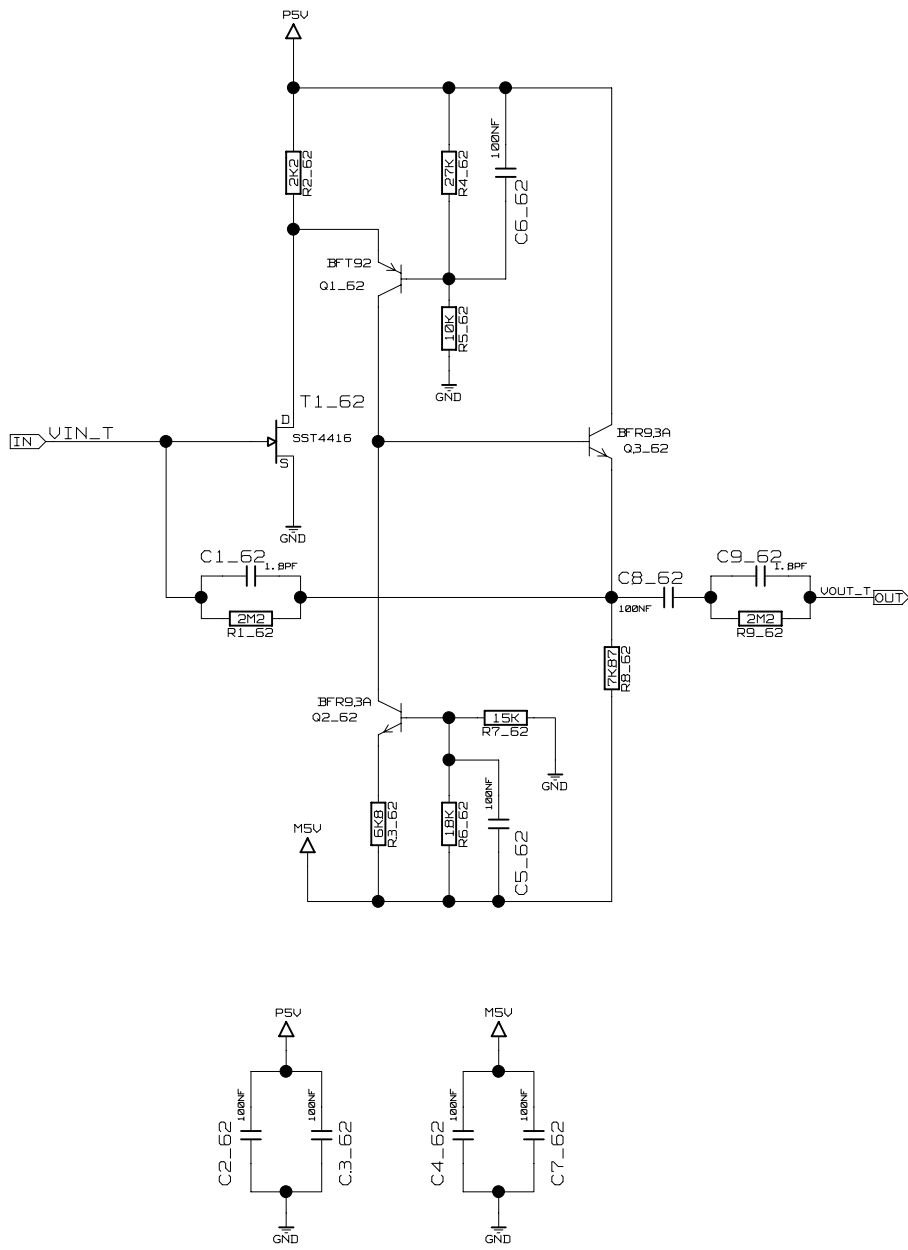 P5V
2K2
R2_62
27K
R4_62
100NF
C6_62
BFT92
Q1_62
10K
R5_62
GND
T1_62
D
SST4416
S
IN
VIN_T
GND
BFR93A
Q3_62
C1_62
1.8PF
2M2
R1_62
C8_62
100NF
C9_62
1.8PF
2M2
R9_62
VOUT_T
OUT
7K87
R8_62
BFR93A
Q2_62
15K
R7_62
GND
M5V
6K8
R3_62
18K
R6_62
100NF
C5_62
P5V
M5V
100NF
C2_62
100NF
C3_62
100NF
C4_62
100NF
C7_62
GND
GND